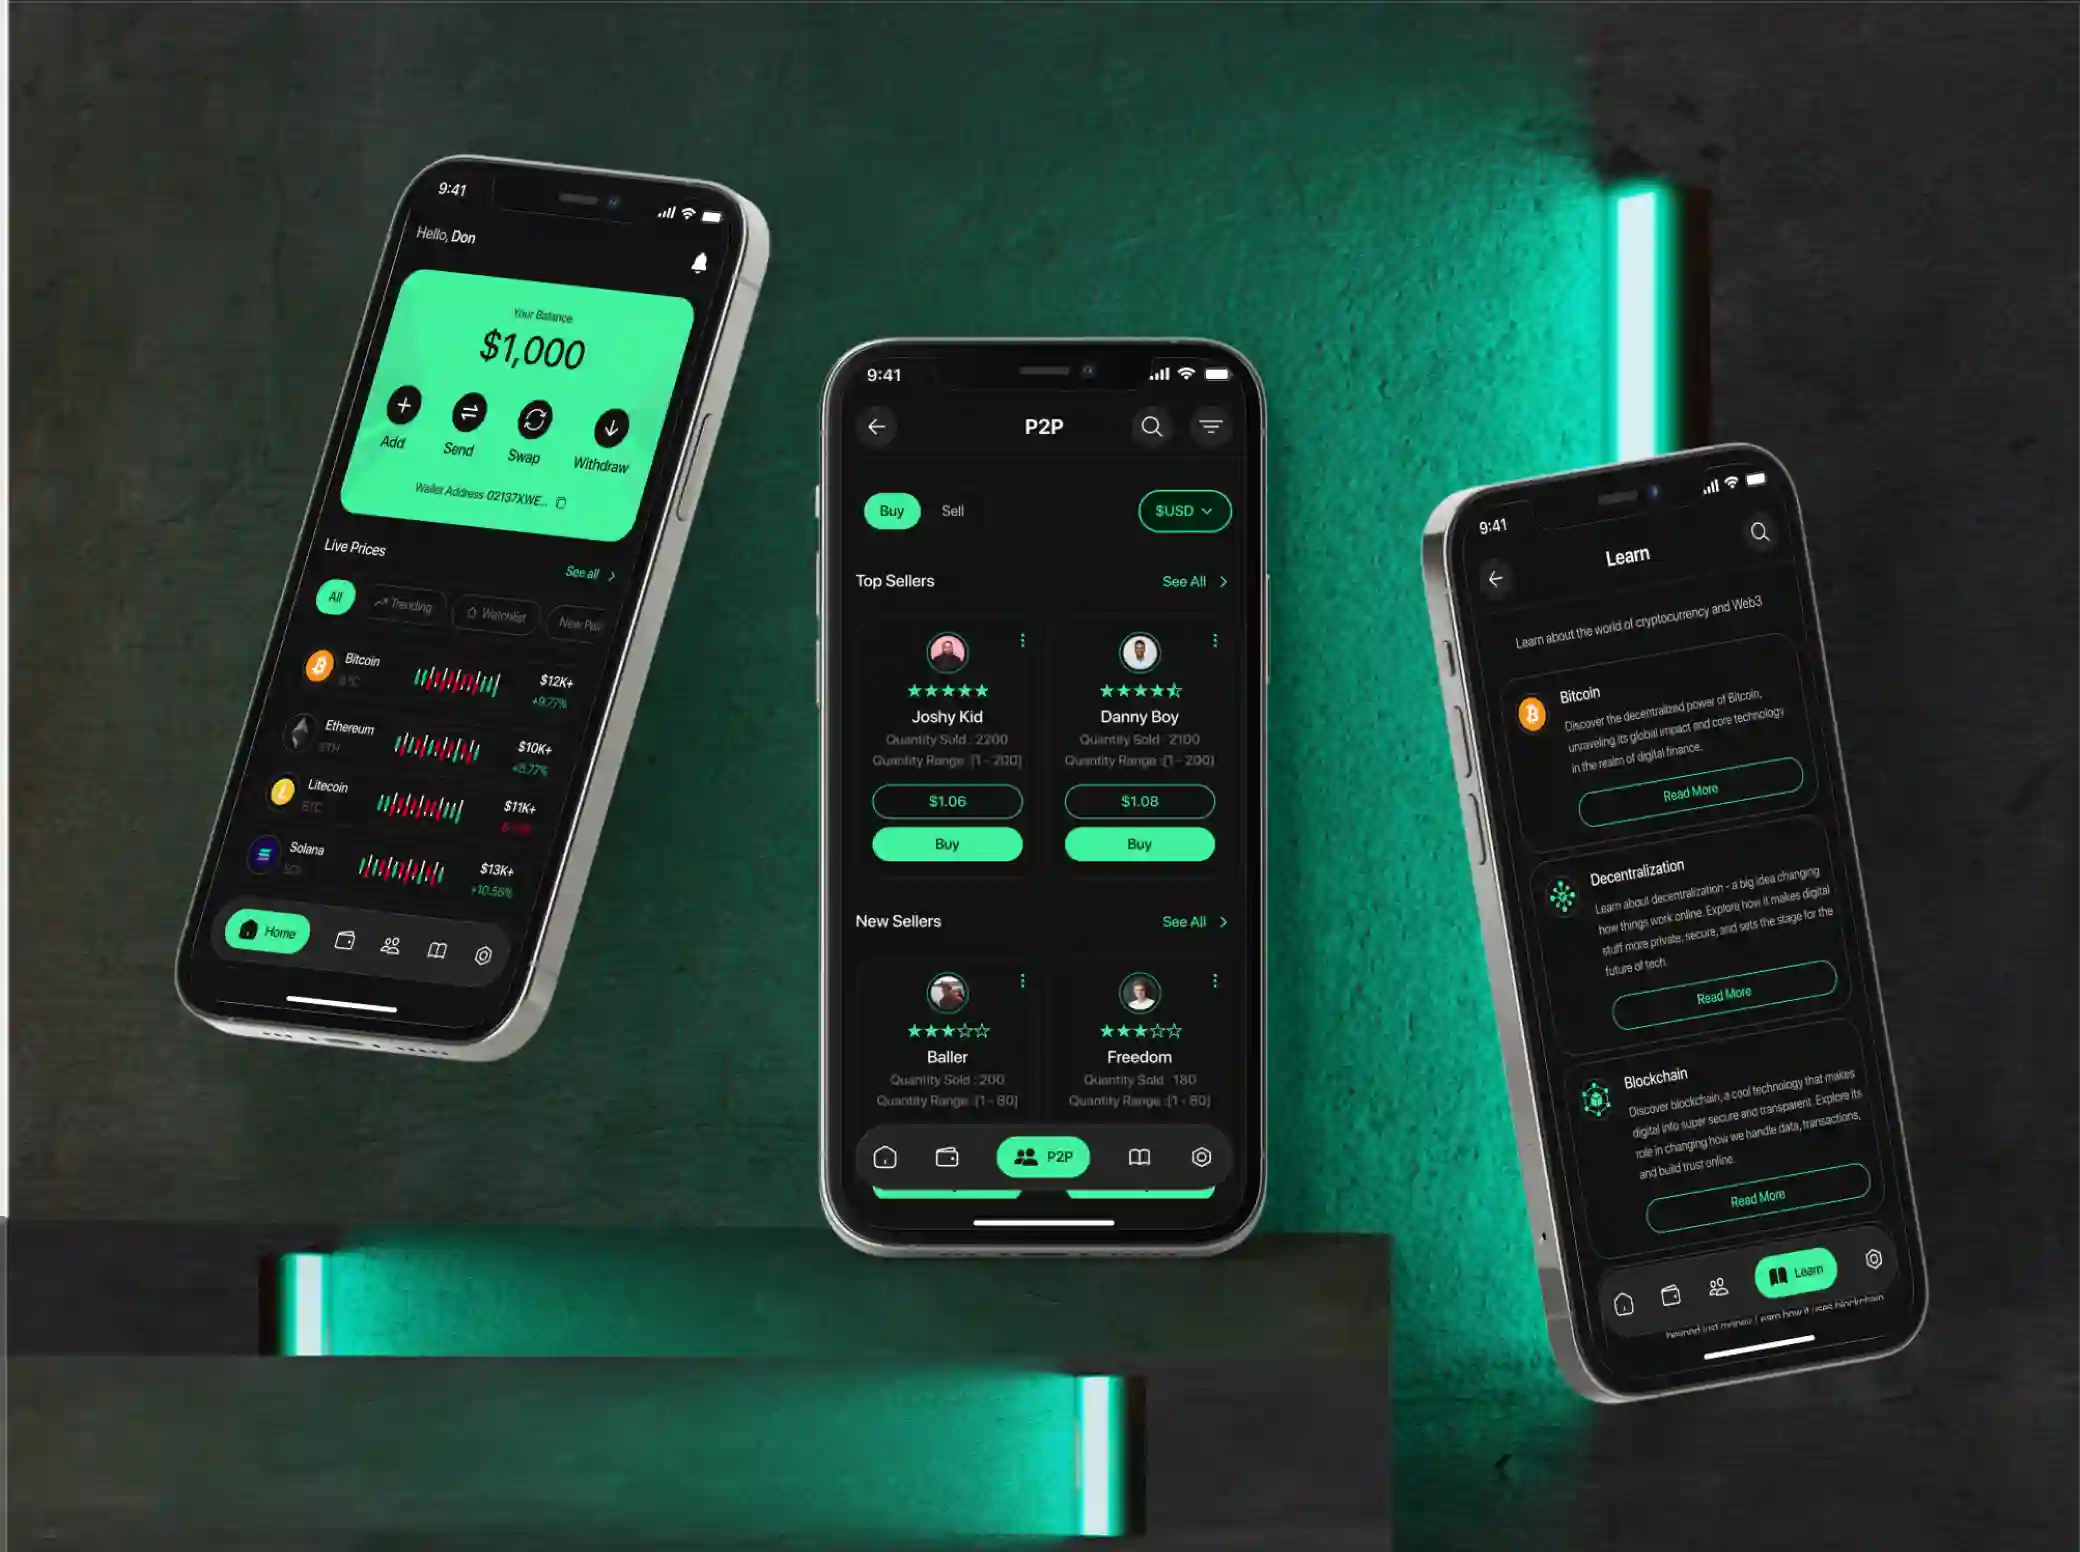 9:41
Hello, Don
Your Balance
$1,000
Add
Send
Swap
Withdraw
Wallet Address 02137XWE...
Live Prices
See all
All
Trending
Watchlist
New Pair
Bitcoin
BTC
$12K+
+9.77%
Ethereum
ETH
$10K+
+8.77%
Litecoin
BTC
$11K+
Solana
SOL
$13K+
+10.56%
Home
9:41
P2P
Buy
Sell
$USD
Top Sellers
See All
Joshy Kid
Quantity Sold : 2200
Quantity Range :[1 - 200]
$1.06
Buy
Danny Boy
Quantity Sold : 2100
Quantity Range :[1 - 200]
$1.08
Buy
New Sellers
See All
Baller
Quantity Sold : 200
Quantity Range :[1 - 80]
Freedom
Quantity Sold : 180
Quantity Range :[1 - 80]
P2P
9:41
Learn
Learn about the world of cryptocurrency and Web3
Bitcoin
Discover the decentralized power of Bitcoin,
unraveling its global impact and core technology
in the realm of digital finance.
Read More
Decentralization
Learn about decentralization - a big idea changing
how things work online. Explore how it makes digital
stuff more private, secure, and sets the stage for the
future of tech.
Read More
Blockchain
Discover blockchain, a cool technology that makes
digital into super secure and transparent. Explore its
role in changing how we handle data, transactions,
and build trust online.
Read More
Learn
beyond just money. Learn how it uses blockchain